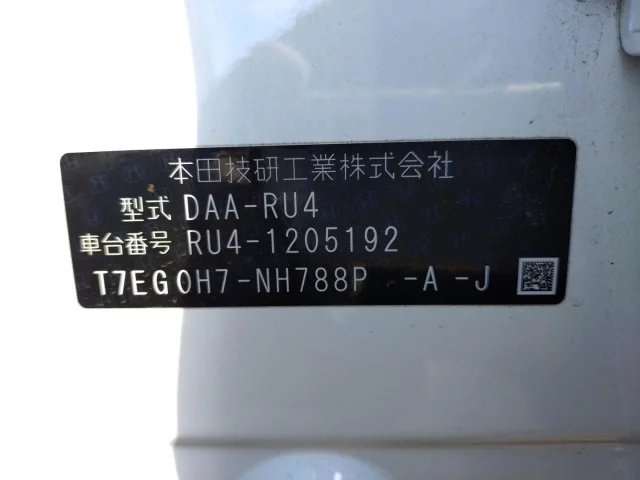 本田技研工業株式会社
型式 DAA-RU4
車台番号 RU4-1205192
T7EG0H7-NH788P -A -J